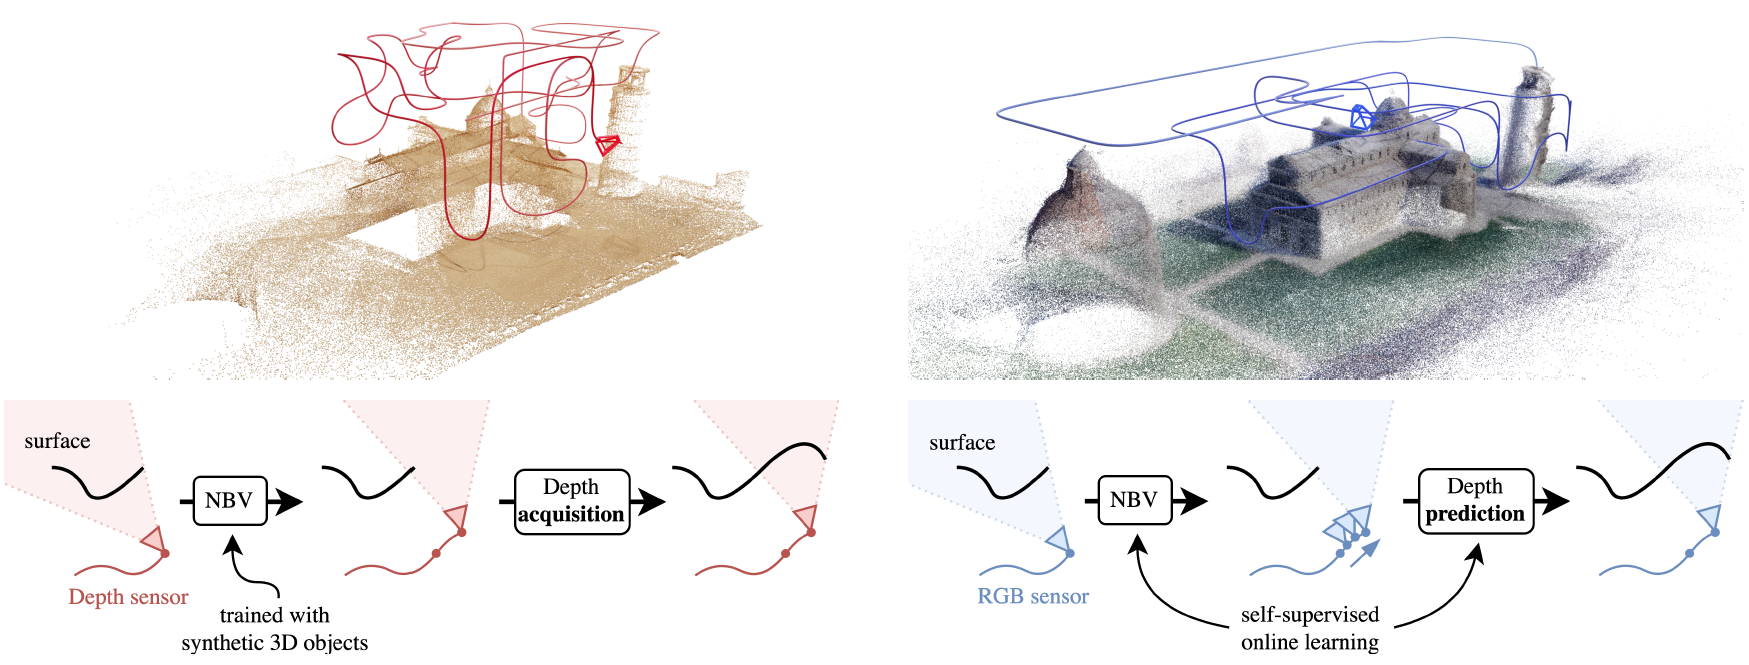 surface
NBV
Depth
acquisition
Depth sensor
trained with
synthetic 3D objects
surface
NBV
Depth
prediction
RGB sensor
self-supervised
online learning